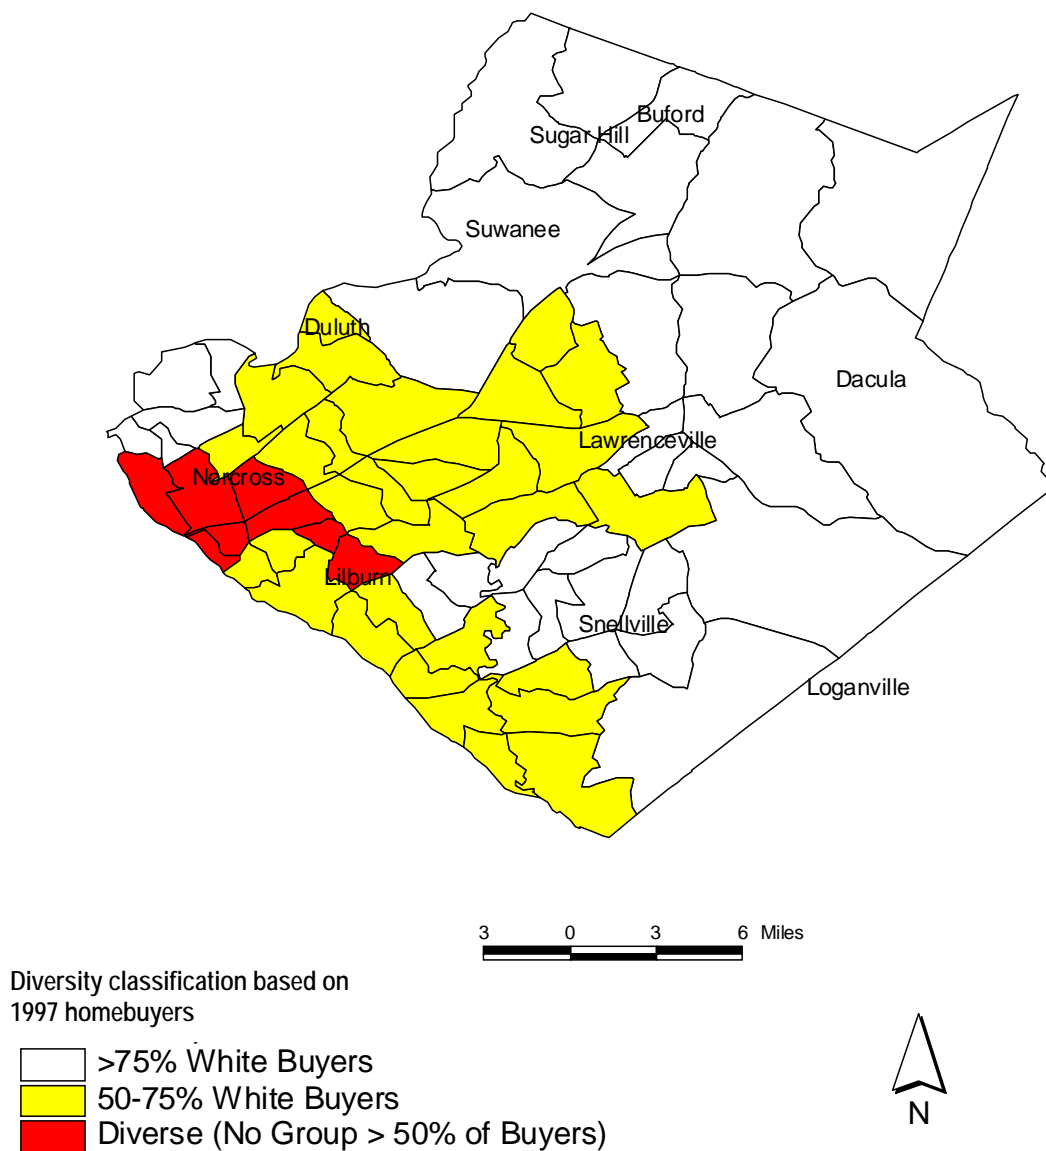 Buford
Sugar Hill
Suwanee
Duluth
Dacula
Lawrenceville
Norcross
Lilburn
Snellville
Loganville
3 0 3 6 Miles
Diversity classification based on
1997 homebuyers
>75% White Buyers
50-75% White Buyers
Diverse (No Group > 50% of Buyers)
N